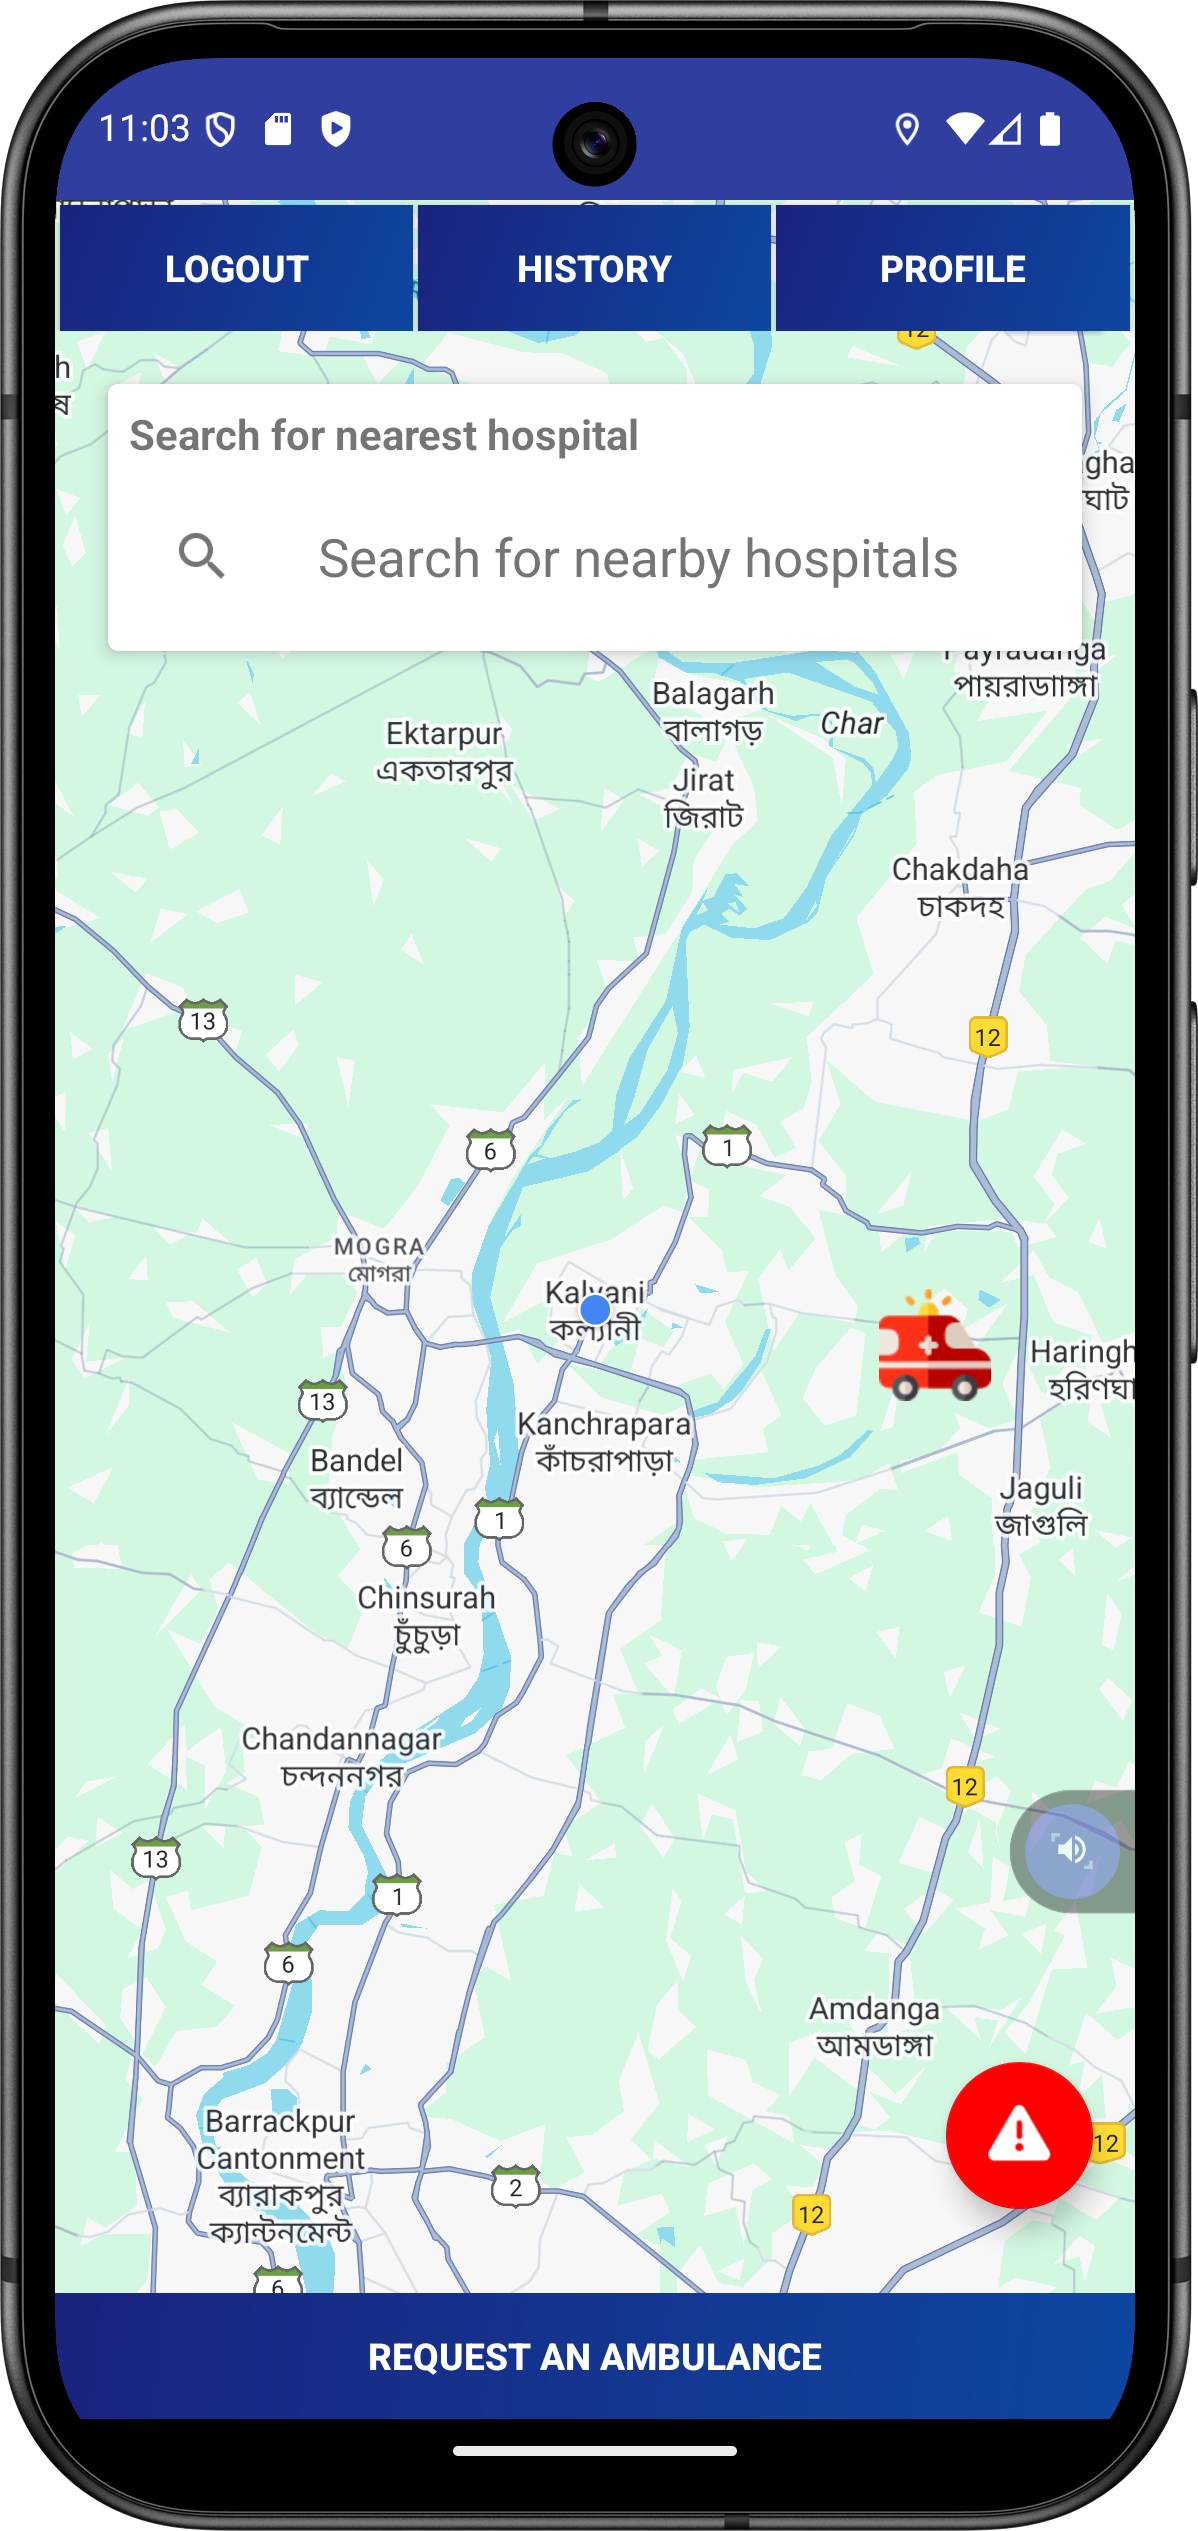 11:03
LOGOUT HISTORY PROFILE
12
h
ষ
Search for nearest hospital
gha
ঘাট
Search for nearby hospitals
Payradanga
পায়রাডাাঙ্গা
Balagarh
বালাগড়
Char
Ektarpur
একতারপুর
Jirat
জিরাট
Chakdaha
চাকদহ
13
12
6
1
MOGRA
মোগরা
Kalyani
কল্যানী
Haringh
হরিণঘা
13
Kanchrapara
কাঁচরাপাড়া
Bandel
ব্যান্ডেল
Jaguli
জাগুলি
1
6
Chinsurah
চুঁচুড়া
Chandannagar
চন্দননগর
12
13
1
6
Amdanga
আমডাঙ্গা
Barrackpur
Cantonment
ব্যারাকপুর
ক্যান্টনমেন্ট
12
2
12
6
REQUEST AN AMBULANCE